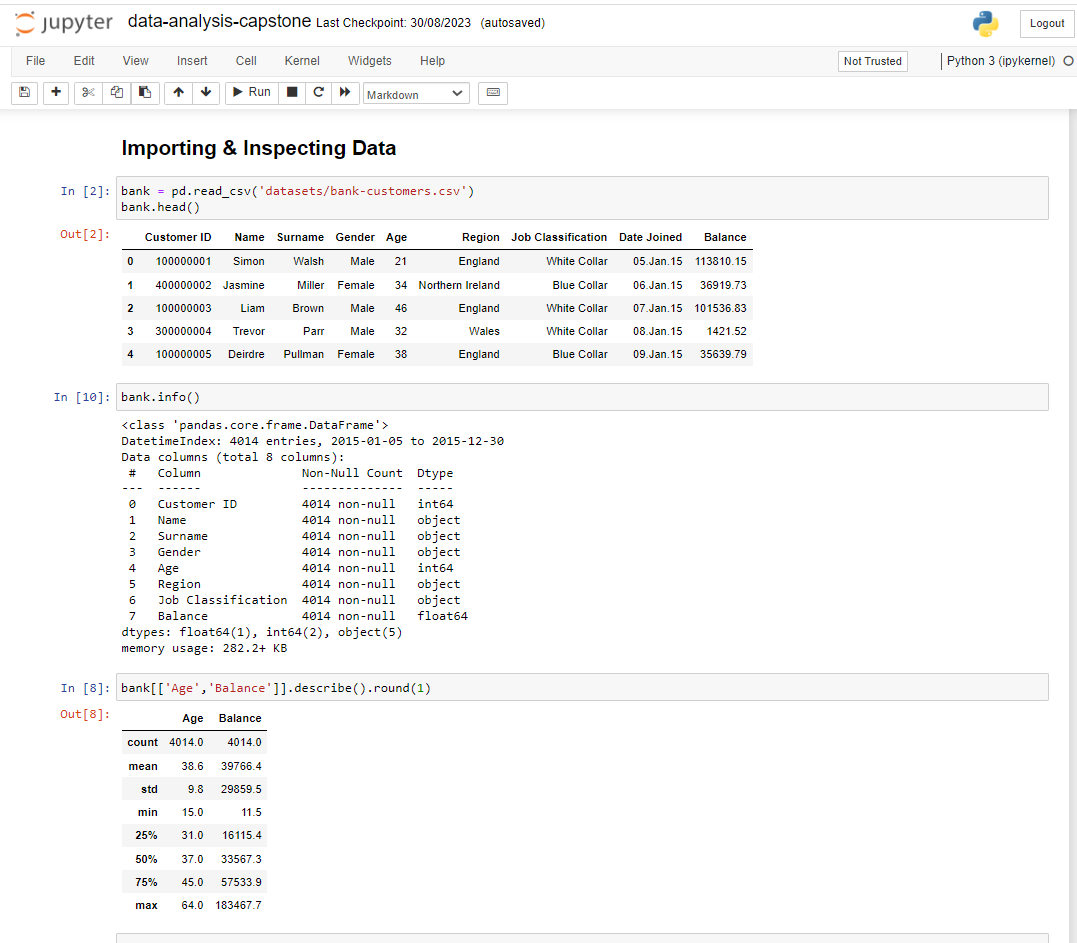 jupyter data-analysis-capstone Last Checkpoint: 30/08/2023 (autosaved) Logout
File Edit View Insert Cell Kernel Widgets Help Not Trusted Python 3 (ipykernel)
Run Markdown
Importing & Inspecting Data
In [2]: bank = pd.read_csv('datasets/bank-customers.csv')
bank.head()
Out[2]:
Customer ID Name Surname Gender Age Region Job Classification Date Joined Balance
0 100000001 Simon Walsh Male 21 England White Collar 05.Jan.15 113810.15
1 400000002 Jasmine Miller Female 34 Northern Ireland Blue Collar 06.Jan.15 36919.73
2 100000003 Liam Brown Male 46 England White Collar 07.Jan.15 101536.83
3 300000004 Trevor Parr Male 32 Wales White Collar 08.Jan.15 1421.52
4 100000005 Deirdre Pullman Female 38 England Blue Collar 09.Jan.15 35639.79
In [10]: bank.info()
<class 'pandas.core.frame.DataFrame'>
DatetimeIndex: 4014 entries, 2015-01-05 to 2015-12-30
Data columns (total 8 columns):
# Column Non-Null Count Dtype
--- ------ -------------- -----
0 Customer ID 4014 non-null int64
1 Name 4014 non-null object
2 Surname 4014 non-null object
3 Gender 4014 non-null object
4 Age 4014 non-null int64
5 Region 4014 non-null object
6 Job Classification 4014 non-null object
7 Balance 4014 non-null float64
dtypes: float64(1), int64(2), object(5)
memory usage: 282.2+ KB
In [8]: bank[['Age','Balance']].describe().round(1)
Out[8]:
Age Balance
count 4014.0 4014.0
mean 38.6 39766.4
std 9.8 29859.5
min 15.0 11.5
25% 31.0 16115.4
50% 37.0 33567.3
75% 45.0 57533.9
max 64.0 183467.7